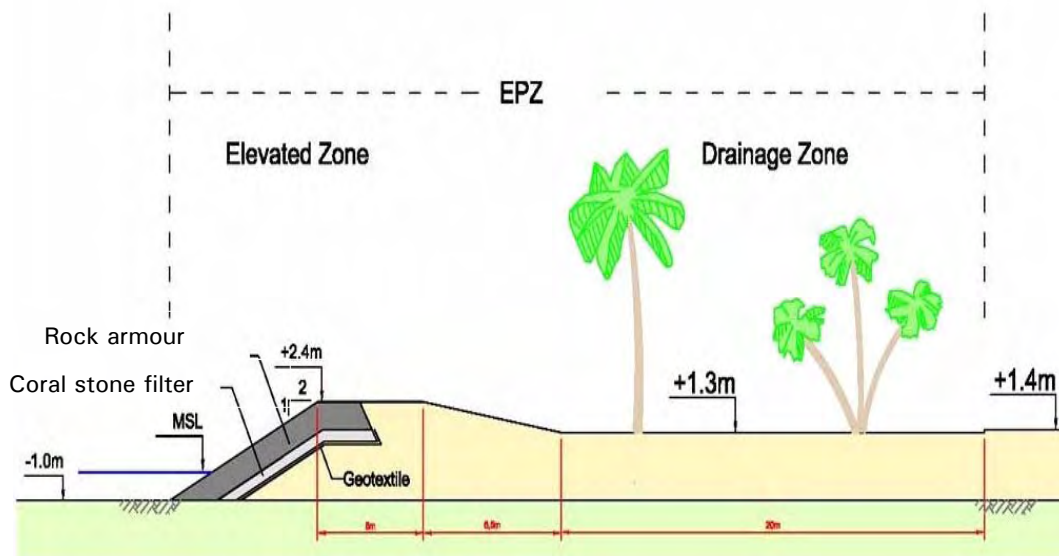 EPZ
Elevated Zone
Drainage Zone
Rock armour
Coral stone filter
+2.4m
2
1
MSL
-1.0m
Geotextile
+1.3m
+1.4m
5m
6,5m
20m